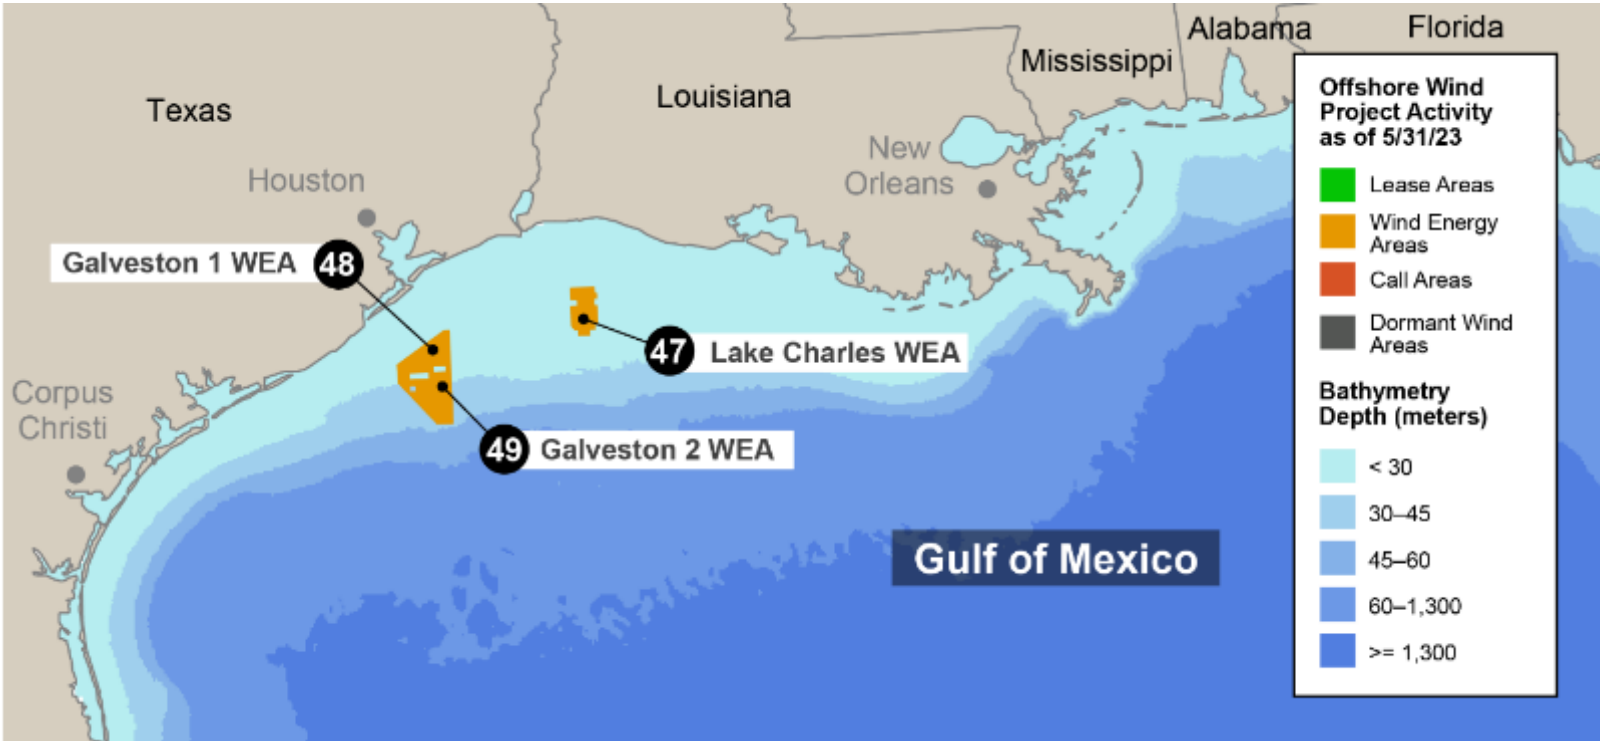 Alabama
Florida
Mississippi
Louisiana
Texas
New
Orleans
Houston
Galveston 1 WEA 48
47 Lake Charles WEA
Corpus
Christi
49 Galveston 2 WEA
Gulf of Mexico
Offshore Wind
Project Activity
as of 5/31/23
Lease Areas
Wind Energy
Areas
Call Areas
Dormant Wind
Areas
Bathymetry
Depth (meters)
< 30
30–45
45–60
60–1,300
>= 1,300